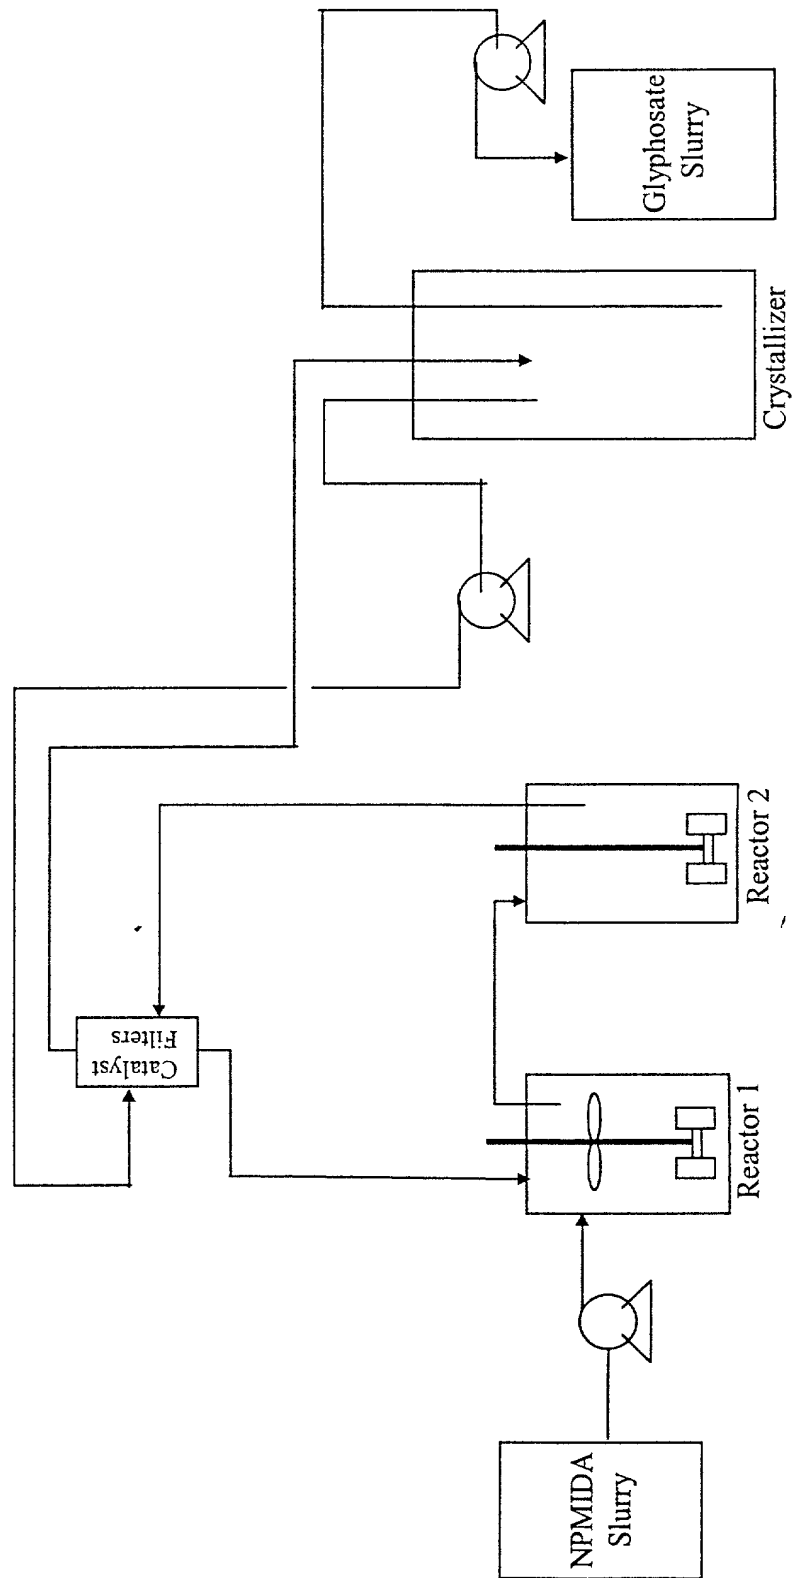 NPMIDA
Slurry
Reactor 1
Catalyst
Filters
Reactor 2
Crystallizer
Glyphosate
Slurry